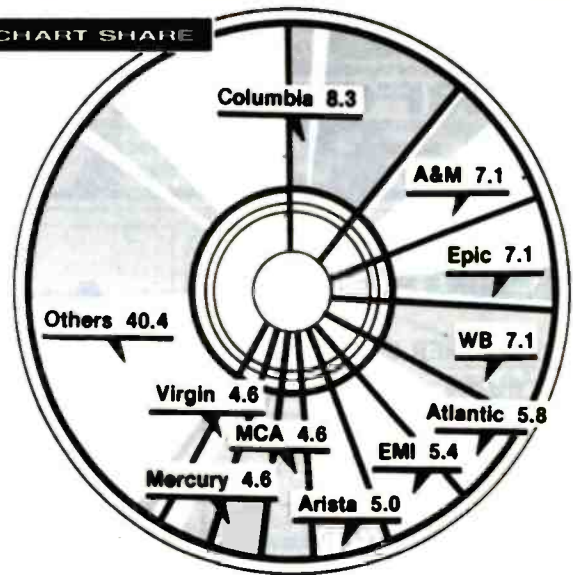 CHART SHARE
Columbia 8.3
A&M 7.1
Epic 7.1
WB 7.1
Atlantic 5.8
EMI 5.4
Arista 5.0
MCA 4.6
Mercury 4.6
Virgin 4.6
Others 40.4